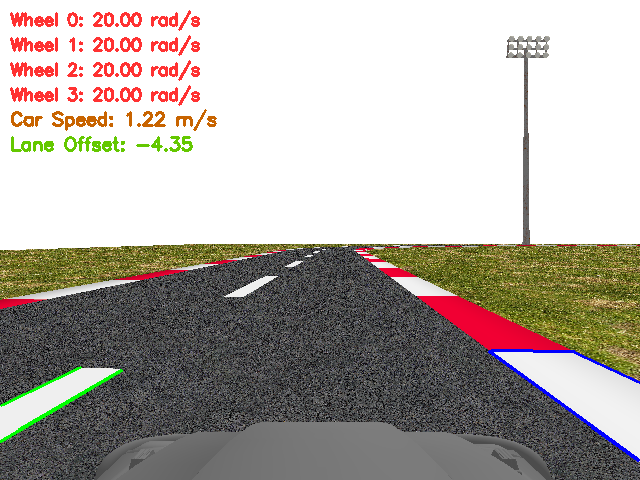 Wheel 0: 20.00 rad/s
Wheel 1: 20.00 rad/s
Wheel 2: 20.00 rad/s
Wheel 3: 20.00 rad/s
Car Speed: 1.22 m/s
Lane Offset: -4.35